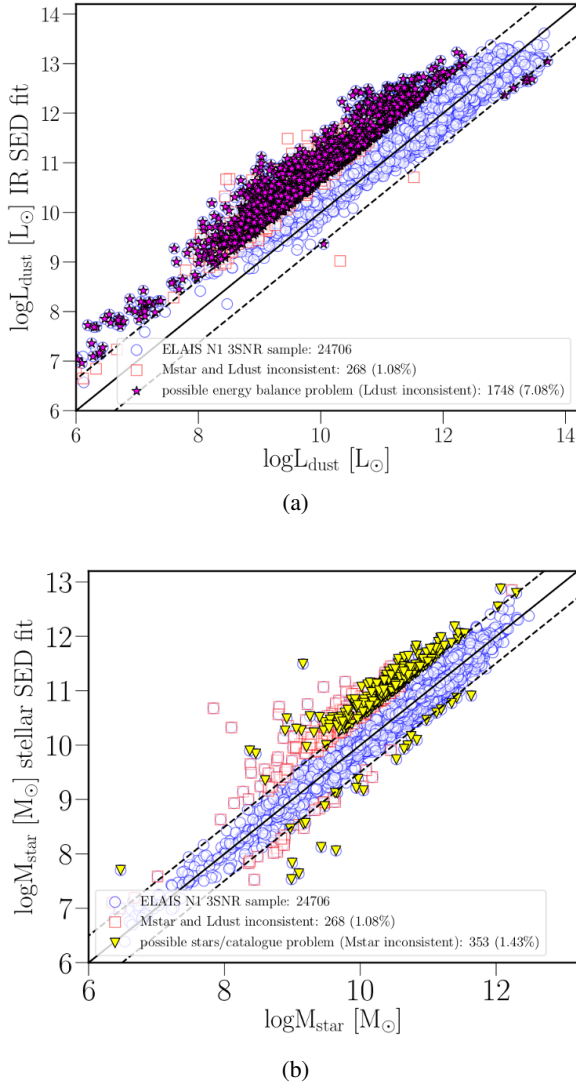 14
13
12
11
10
9
8
7
6
logL_dust [L_⊙] IR SED fit
ELAIS N1 3SNR sample: 24706
Mstar and Ldust inconsistent: 268 (1.08%)
possible energy balance problem (Ldust inconsistent): 1748 (7.08%)
6 8 10 12 14
logL_dust [L_⊙]
(a)
13
12
11
10
9
8
7
6
logM_star [M_⊙] stellar SED fit
ELAIS N1 3SNR sample: 24706
Mstar and Ldust inconsistent: 268 (1.08%)
possible stars/catalogue problem (Mstar inconsistent): 353 (1.43%)
6 8 10 12
logM_star [M_⊙]
(b)